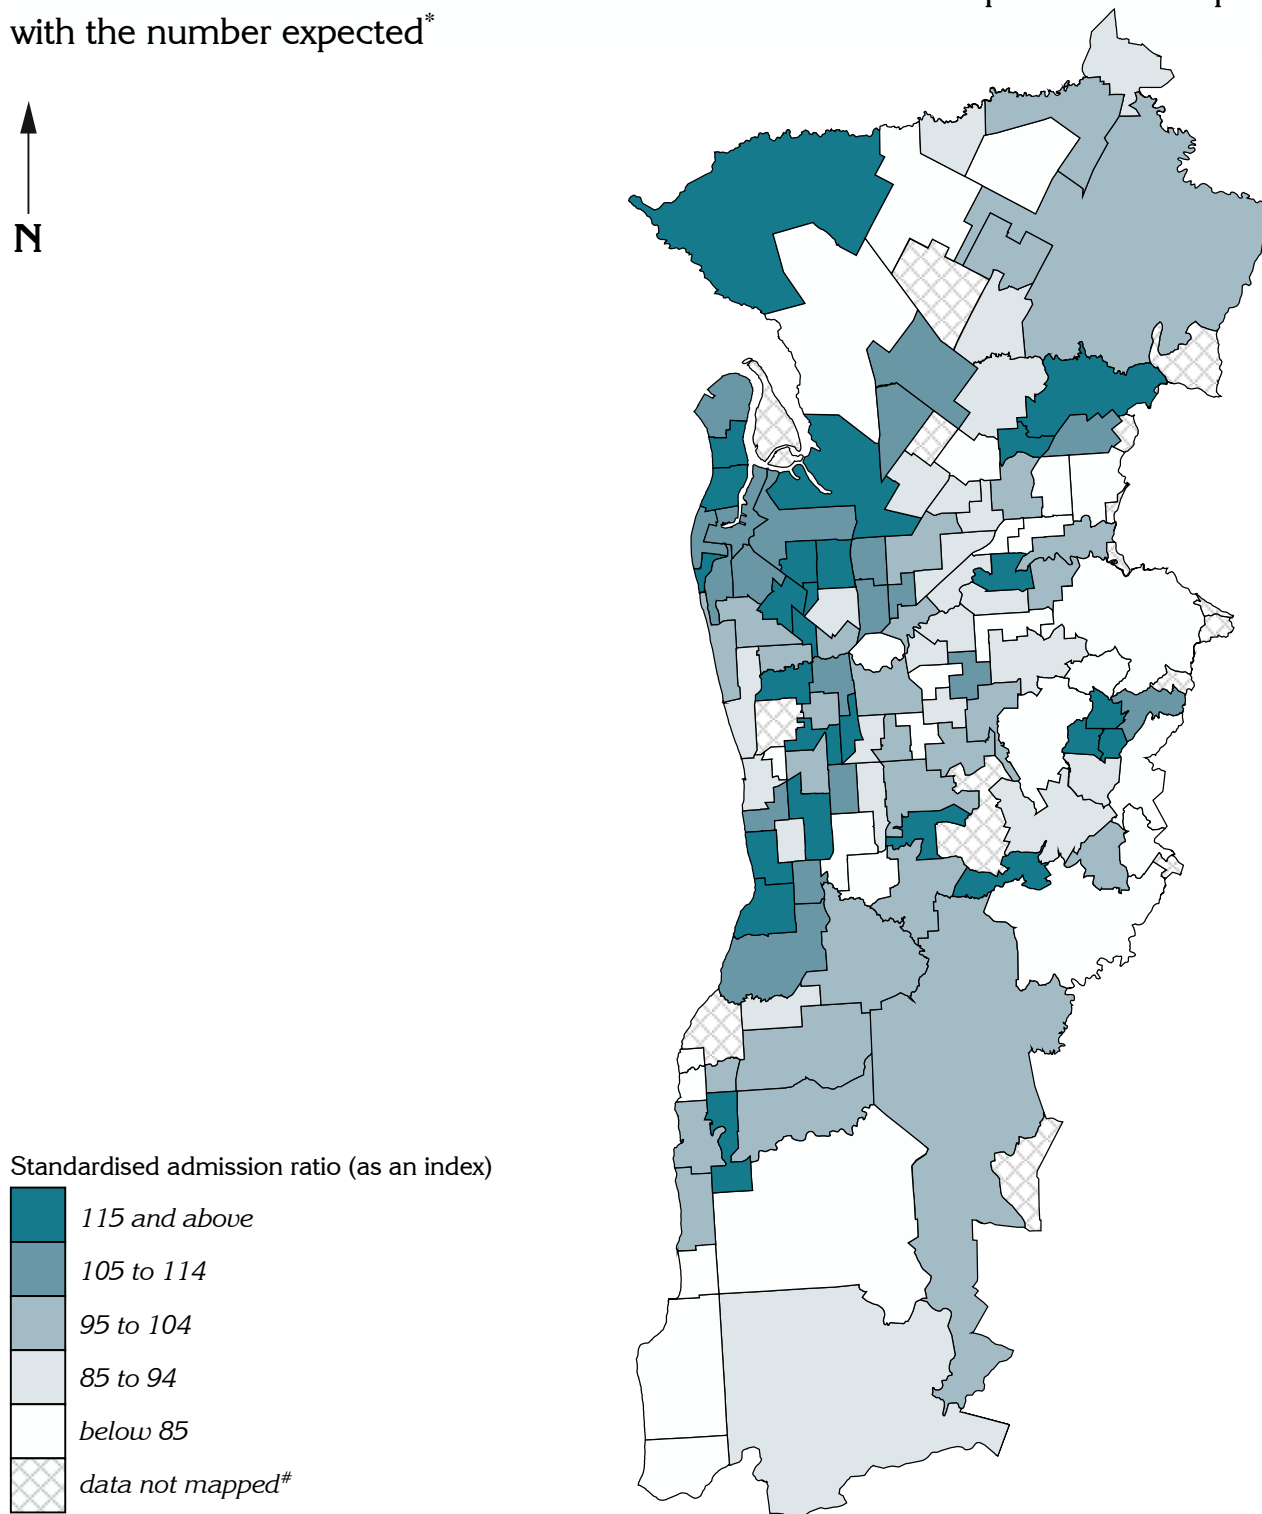 with the number expected*
N
Standardised admission ratio (as an index)
115 and above
105 to 114
95 to 104
85 to 94
below 85
data not mapped#